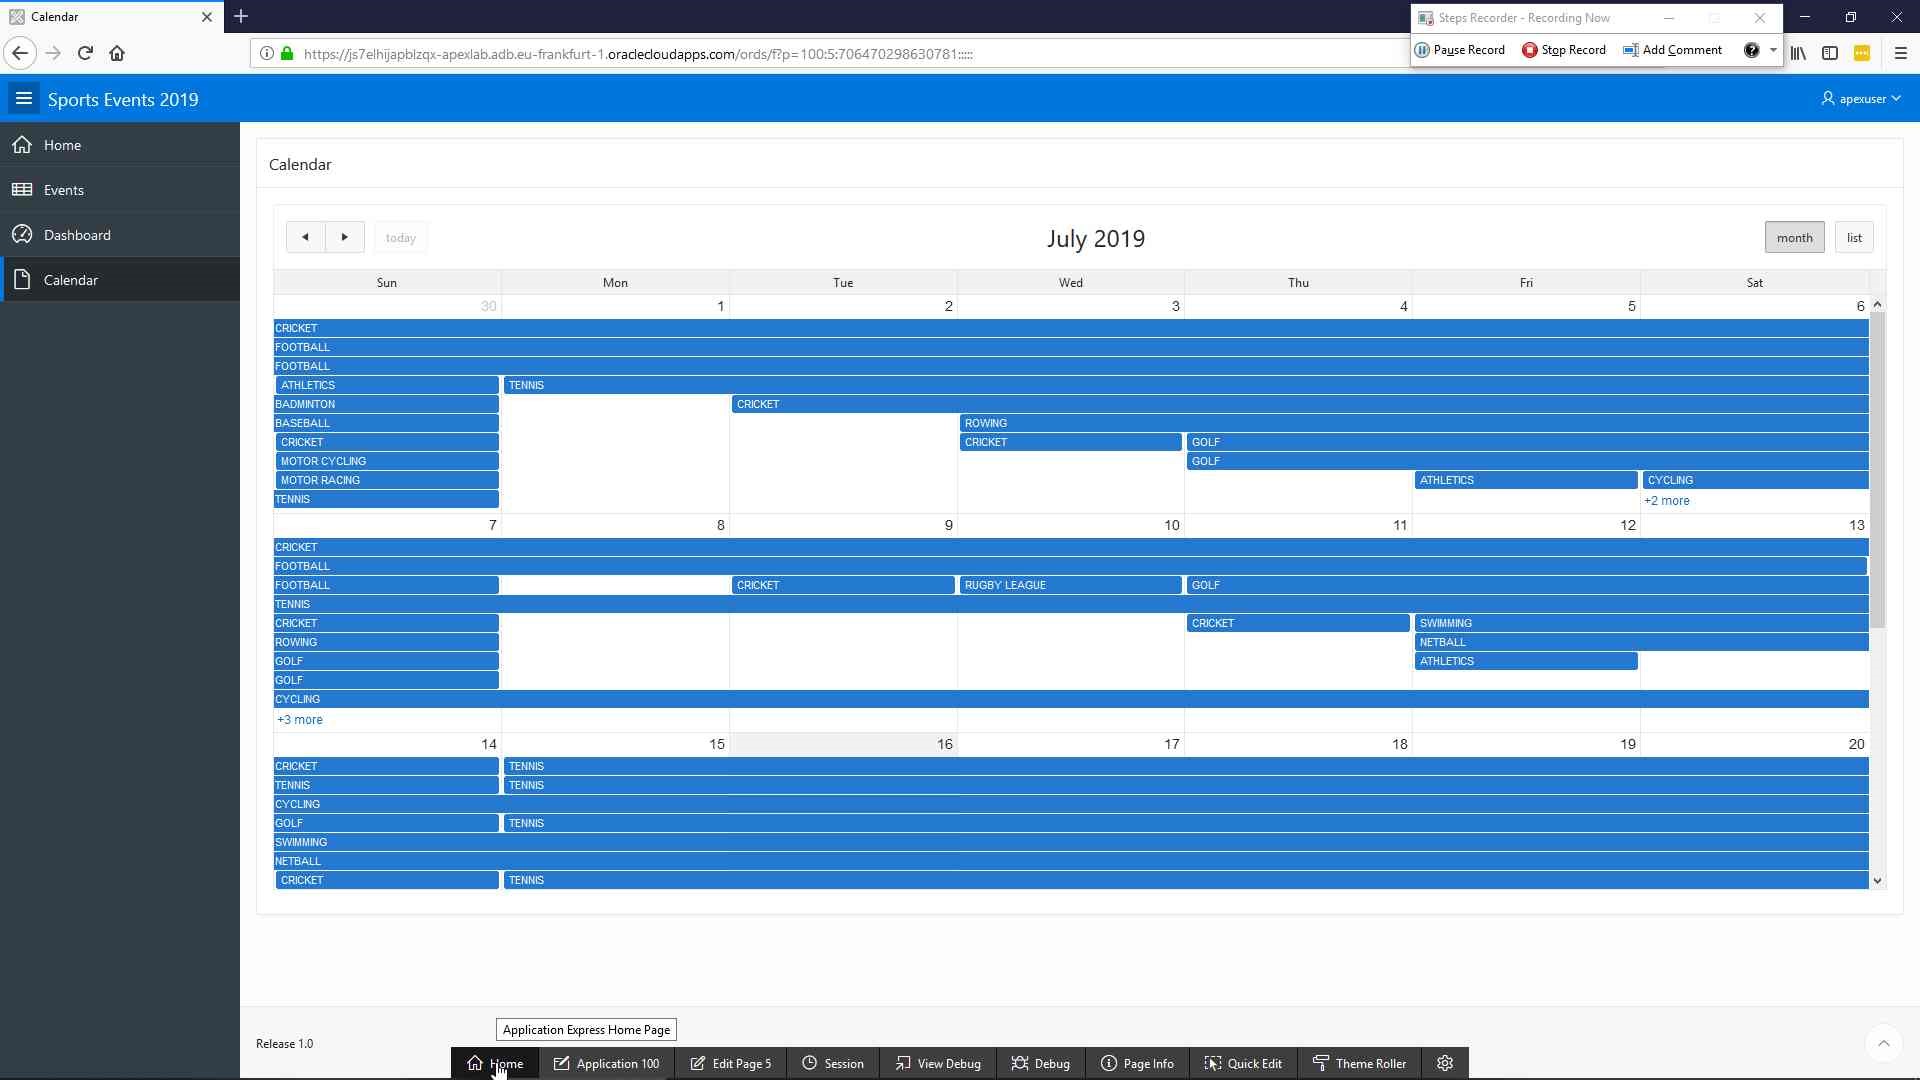 Calendar
Steps Recorder - Recording Now
https://js7elhijapblzqx-apexlab.adb.eu-frankfurt-1.oraclecloudapps.com/ords/f?p=100:5:706470298630781:::::
Pause Record Stop Record Add Comment
Sports Events 2019
apexuser
Home
Events
Dashboard
Calendar
Calendar
today
July 2019
month list
Sun Mon Tue Wed Thu Fri Sat
30 1 2 3 4 5 6
CRICKET
FOOTBALL
FOOTBALL
ATHLETICS TENNIS
BADMINTON CRICKET
BASEBALL ROWING
CRICKET CRICKET GOLF
MOTOR CYCLING GOLF
MOTOR RACING ATHLETICS CYCLING
TENNIS +2 more
7 8 9 10 11 12 13
CRICKET
FOOTBALL
FOOTBALL CRICKET RUGBY LEAGUE GOLF
TENNIS
CRICKET CRICKET SWIMMING
ROWING NETBALL
GOLF ATHLETICS
GOLF
CYCLING
+3 more
14 15 16 17 18 19 20
CRICKET TENNIS
TENNIS TENNIS
CYCLING
GOLF TENNIS
SWIMMING
NETBALL
CRICKET TENNIS
Application Express Home Page
Release 1.0
Home Application 100 Edit Page 5 Session View Debug Debug Page Info Quick Edit Theme Roller